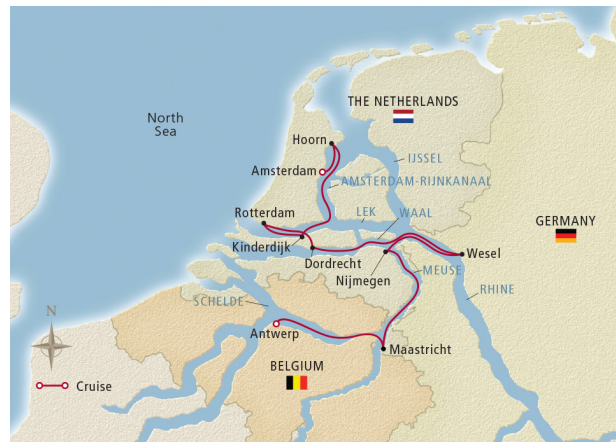 THE NETHERLANDS
North
Sea
Hoorn
IJSSEL
Amsterdam
AMSTERDAM-RIJNKANAAL
Rotterdam
LEK
WAAL
GERMANY
Kinderdijk
Dordrecht
Wesel
Nijmegen
MEUSE
RHINE
SCHELDE
N
Antwerp
Maastricht
BELGIUM
Cruise